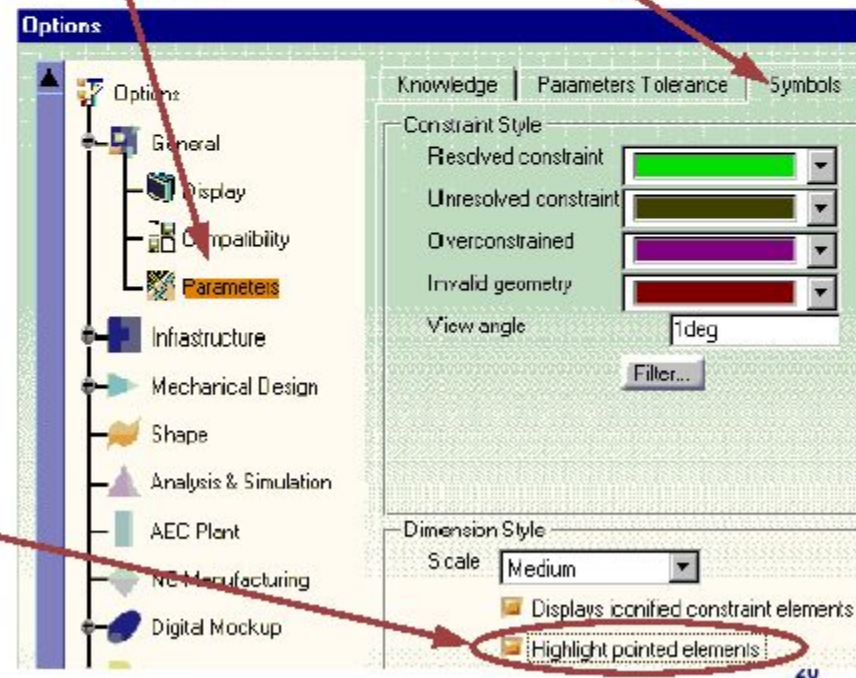 Options
Options
General
Display
Compatibility
Parameters
Infrastructure
Mechanical Design
Shape
Analysis & Simulation
AEC Plant
NC Manufacturing
Digital Mockup
Knowledge
Parameters Tolerance
Symbols
Constraint Style
Resolved constraint
Unresolved constraint
Overconstrained
Invalid geometry
View angle
1deg
Filter...
Dimension Style
Scale
Medium
Displays iconified constraint elements
Highlight pointed elements
20